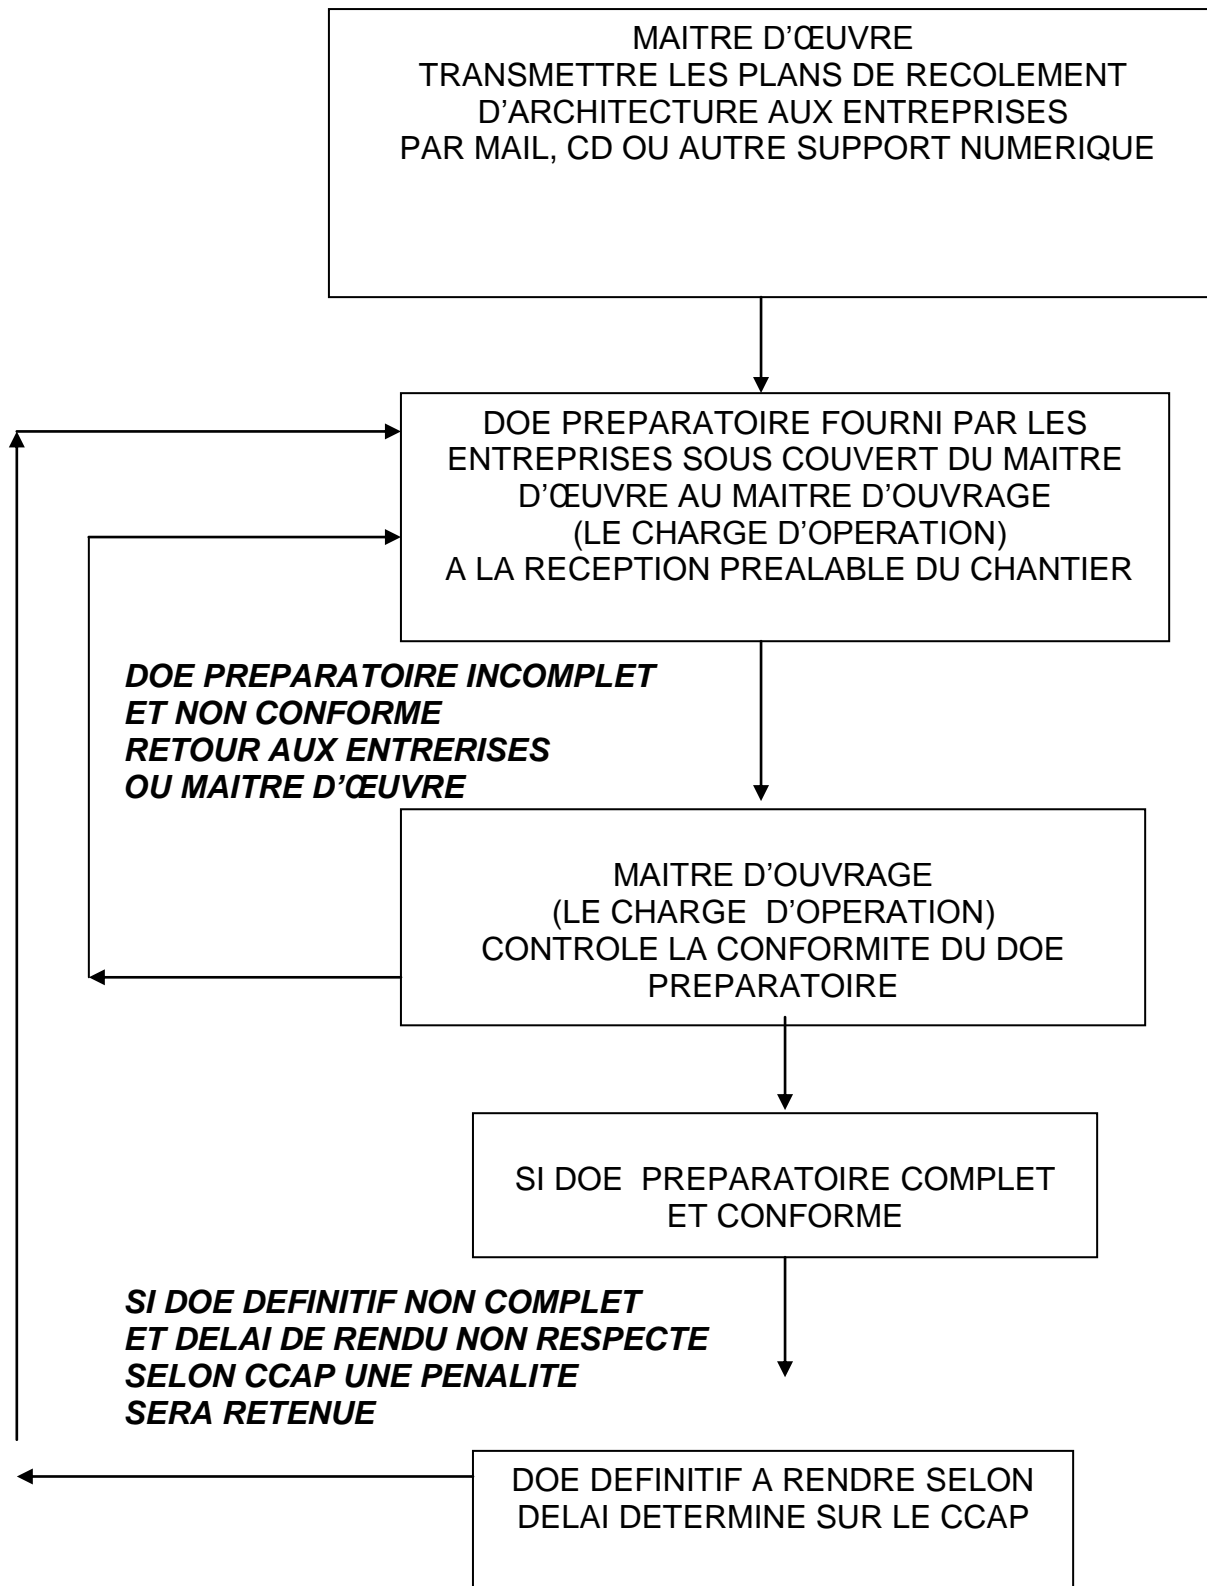 MAITRE D'ŒUVRE
TRANSMETTRE LES PLANS DE RECOLEMENT
D'ARCHITECTURE AUX ENTREPRISES
PAR MAIL, CD OU AUTRE SUPPORT NUMERIQUE
DOE PREPARATOIRE FOURNI PAR LES
ENTREPRISES SOUS COUVERT DU MAITRE
D'ŒUVRE AU MAITRE D'OUVRAGE
(LE CHARGE D'OPERATION)
A LA RECEPTION PREALABLE DU CHANTIER
DOE PREPARATOIRE INCOMPLET
ET NON CONFORME
RETOUR AUX ENTRERISES
OU MAITRE D'ŒUVRE
MAITRE D'OUVRAGE
(LE CHARGE  D'OPERATION)
CONTROLE LA CONFORMITE DU DOE
PREPARATOIRE
SI DOE  PREPARATOIRE COMPLET
ET CONFORME
SI DOE DEFINITIF NON COMPLET
ET DELAI DE RENDU NON RESPECTE
SELON CCAP UNE PENALITE
SERA RETENUE
DOE DEFINITIF A RENDRE SELON
DELAI DETERMINE SUR LE CCAP